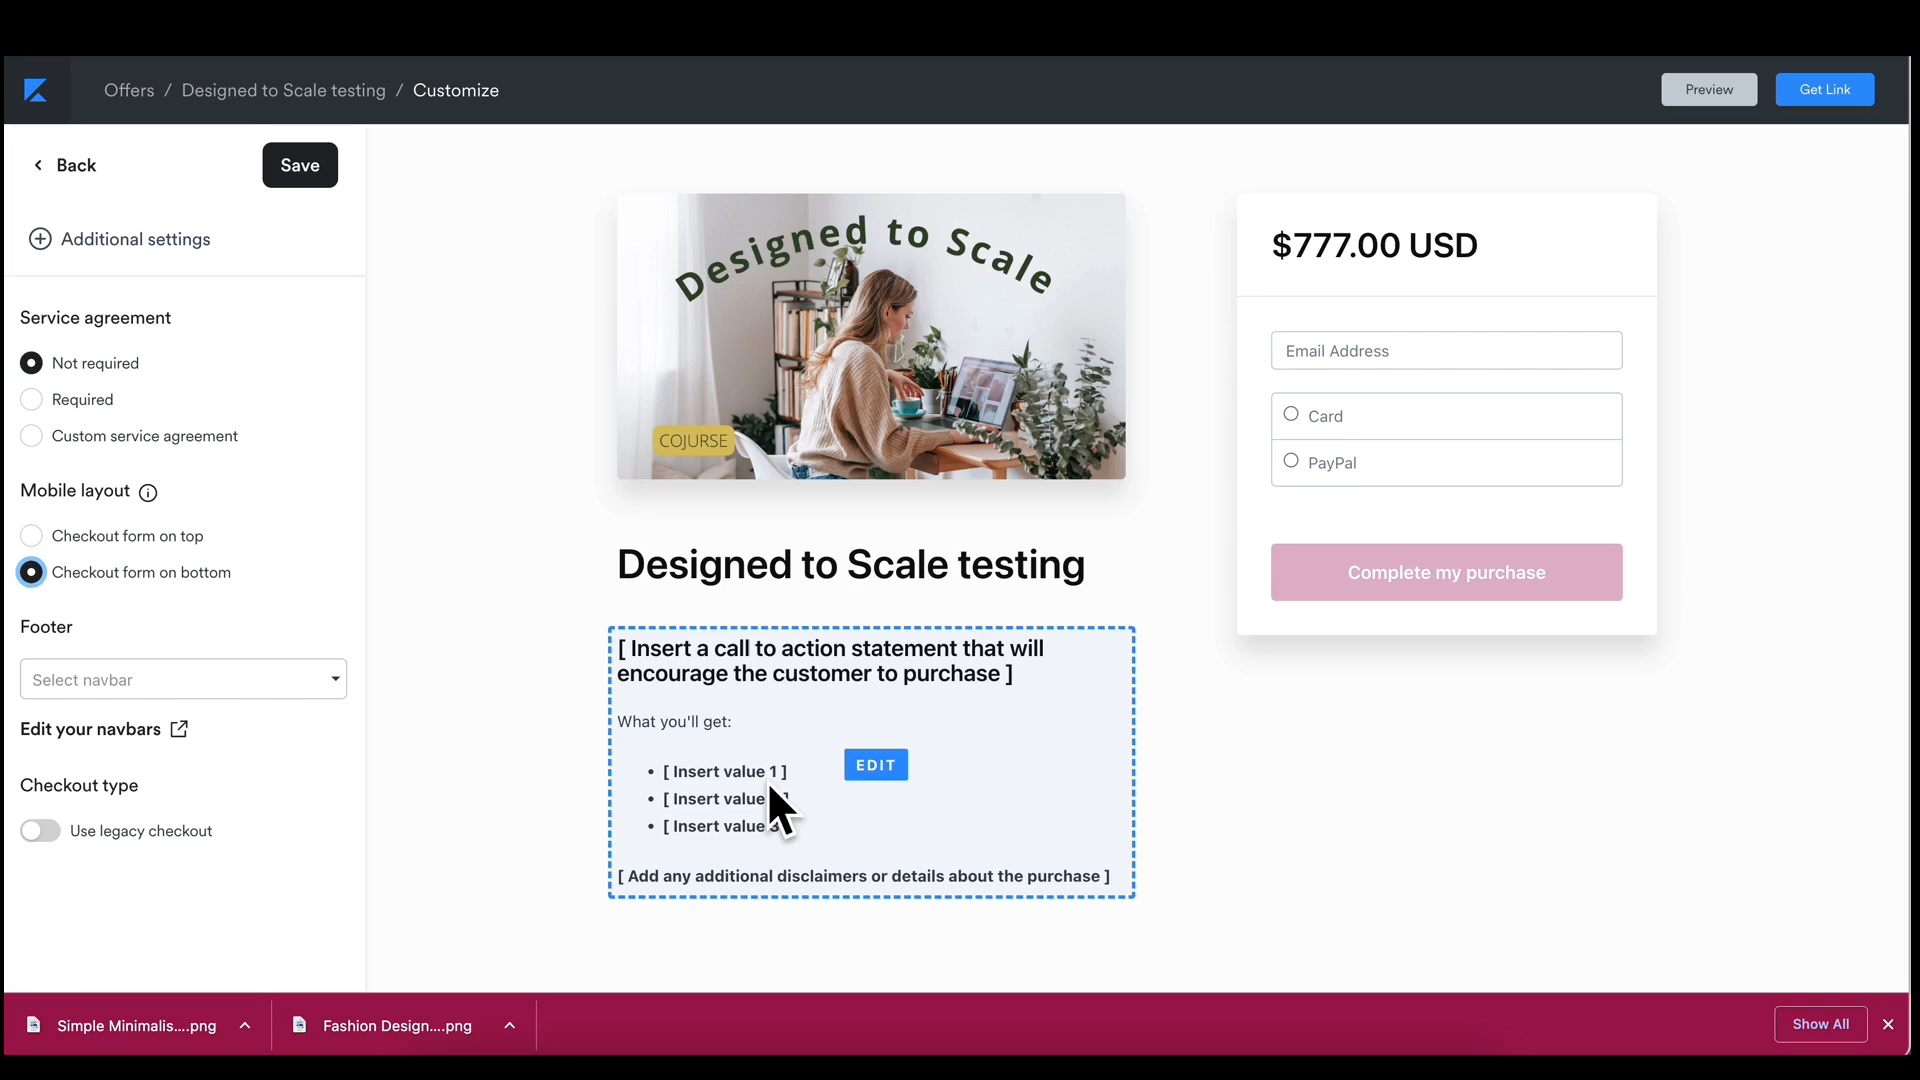 Offers / Designed to Scale testing / Customize
Preview
Get Link
Back
Save
Additional settings
Service agreement
Not required
Required
Custom service agreement
Mobile layout
Checkout form on top
Checkout form on bottom
Footer
Select navbar
Edit your navbars
Checkout type
Use legacy checkout
Designed to Scale
COJURSE
Designed to Scale testing
[ Insert a call to action statement that will
encourage the customer to purchase ]
What you'll get:
• [ Insert value 1 ]
EDIT
• [ Insert value ]
• [ Insert value 3
[ Add any additional disclaimers or details about the purchase ]
$777.00 USD
Email Address
Card
PayPal
Complete my purchase
Simple Minimalis....png
Fashion Design....png
Show All